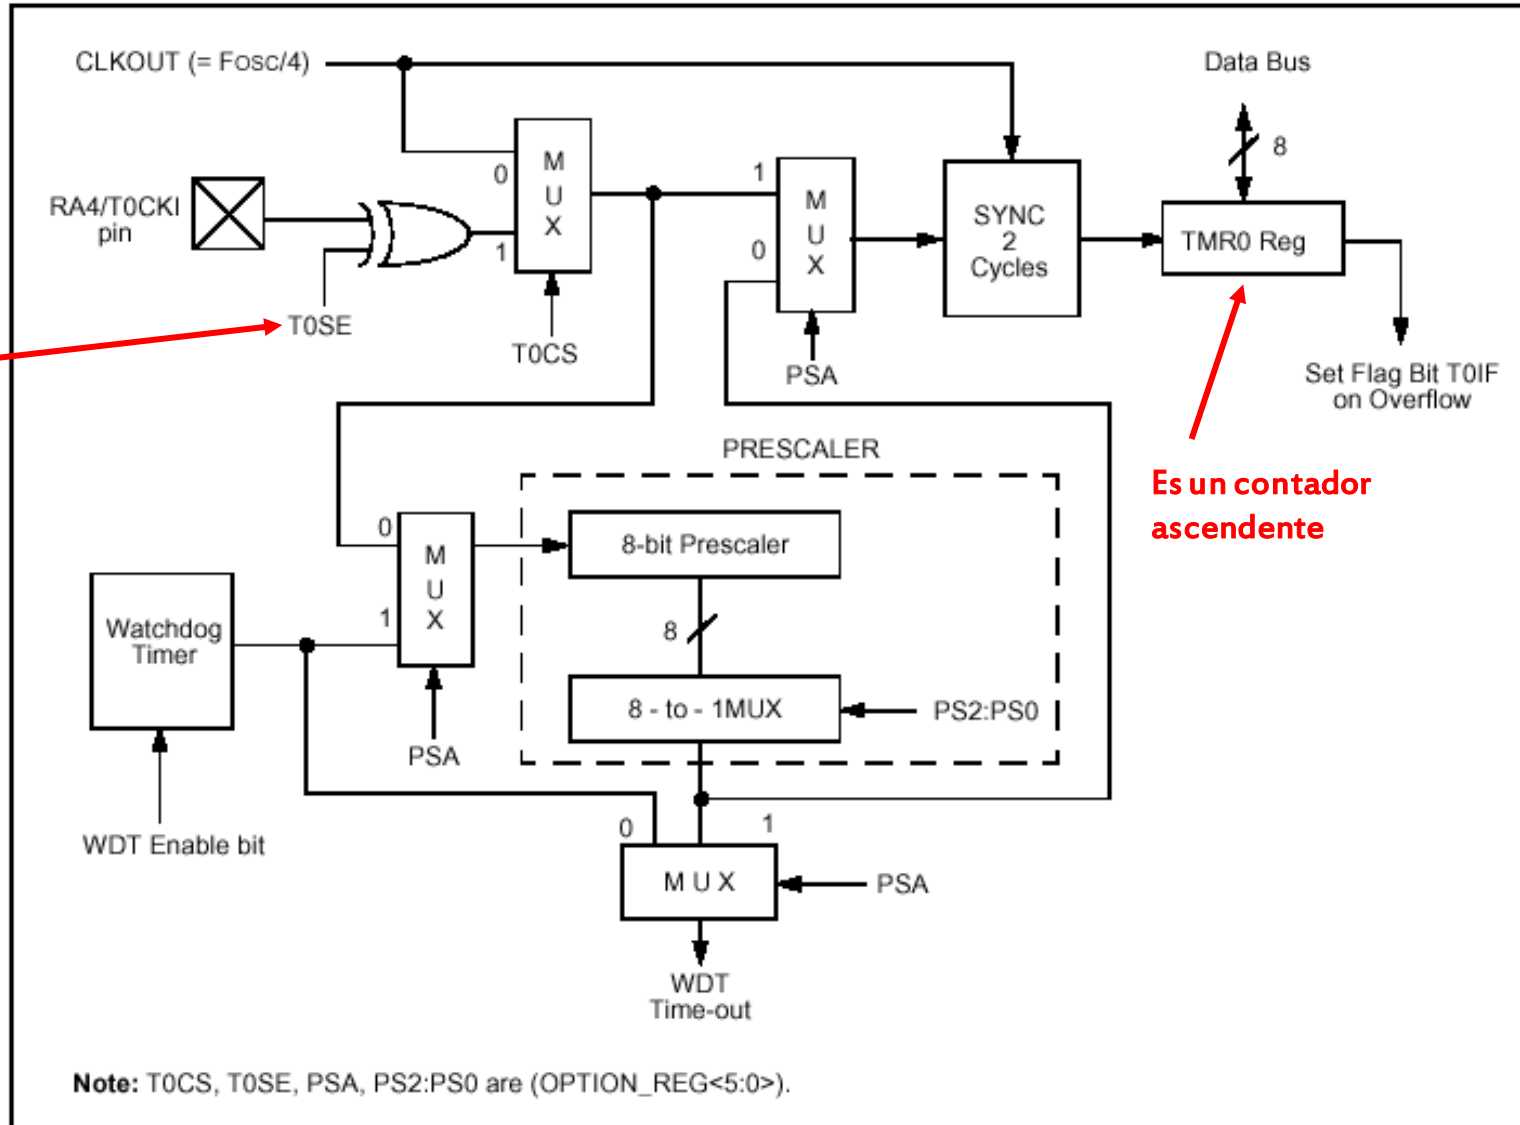 CLKOUT (= FOSC/4)
Data Bus
8
M
U
X
0
1
RA4/T0CKI
pin
T0SE
T0CS
1
0
M
U
X
PSA
SYNC
2
Cycles
TMR0 Reg
Set Flag Bit T0IF
on Overflow
Es un contador
ascendente
PRESCALER
0
1
M
U
X
8-bit Prescaler
8
8 - to - 1MUX
PS2:PS0
Watchdog
Timer
PSA
WDT Enable bit
0
1
M U X
PSA
WDT
Time-out
Note: T0CS, T0SE, PSA, PS2:PS0 are (OPTION_REG<5:0>).